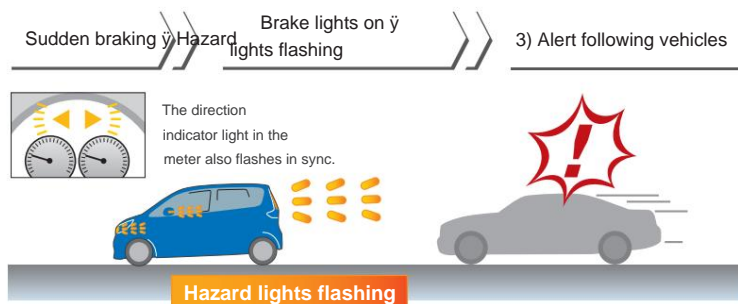 Sudden braking ÿ Hazard
Brake lights on ÿ
lights flashing
3) Alert following vehicles
The direction
indicator light in the
meter also flashes in sync.
!
Hazard lights flashing